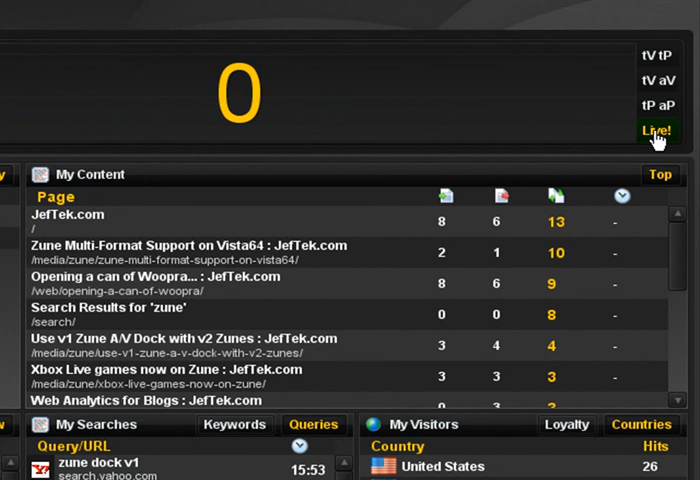 0
tV tP
tV aV
tP aP
Live!
y
My Content
Top
Page
JefTek.com
/
8 6 13 -
Zune Multi-Format Support on Vista64 : JefTek.com
/media/zune/zune-multi-format-support-on-vista64/
2 1 10 -
Opening a can of Woopra... : JefTek.com
/web/opening-a-can-of-woopra/
8 6 9 -
Search Results for 'zune'
/search/
0 0 8 -
Use v1 Zune A/V Dock with v2 Zunes : JefTek.com
/media/zune/use-v1-zune-a-v-dock-with-v2-zunes/
3 4 4 -
Xbox Live games now on Zune : JefTek.com
/media/zune/xbox-live-games-now-on-zune/
3 3 3 -
Web Analytics for Blogs : JefTek.com
w
My Searches Keywords Queries
Query/URL
zune dock v1
search.yahoo.com
15:53
My Visitors Loyalty Countries
Country Hits
United States 26